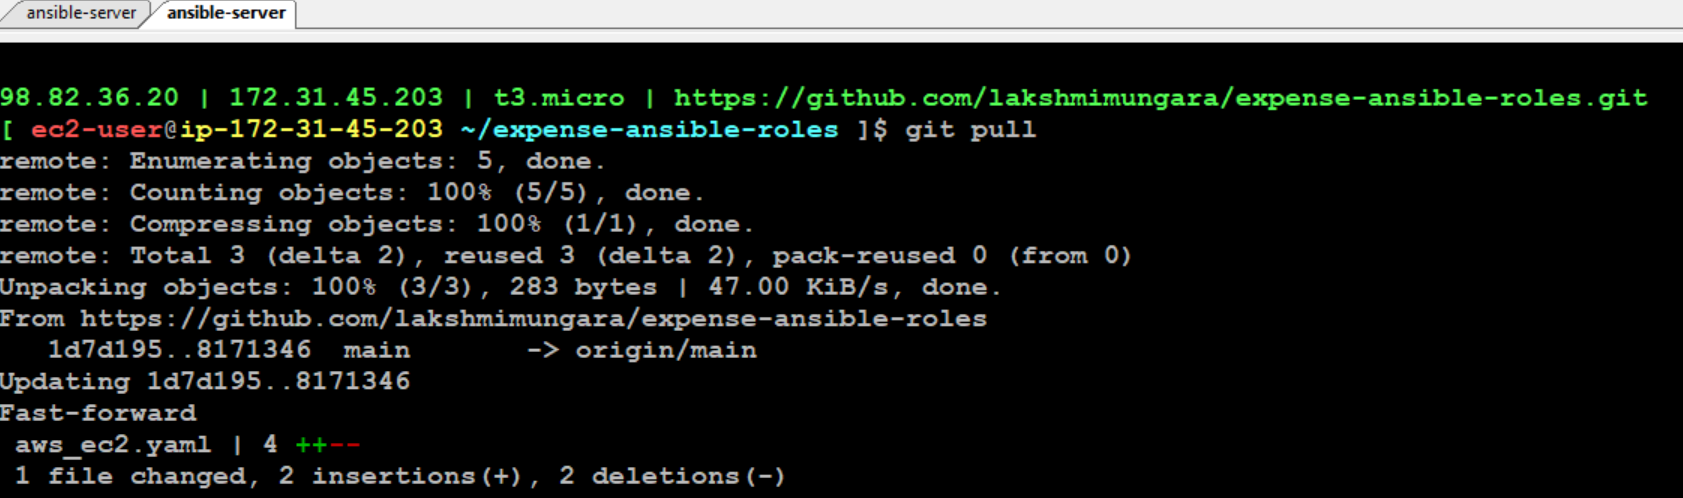 ansible-server ansible-server
98.82.36.20 | 172.31.45.203 | t3.micro | https://github.com/lakshmimungara/expense-ansible-roles.git
[ ec2-user@ip-172-31-45-203 ~/expense-ansible-roles ]$ git pull
remote: Enumerating objects: 5, done.
remote: Counting objects: 100% (5/5), done.
remote: Compressing objects: 100% (1/1), done.
remote: Total 3 (delta 2), reused 3 (delta 2), pack-reused 0 (from 0)
Unpacking objects: 100% (3/3), 283 bytes | 47.00 KiB/s, done.
From https://github.com/lakshmimungara/expense-ansible-roles
   1d7d195..8171346  main       -> origin/main
Updating 1d7d195..8171346
Fast-forward
 aws_ec2.yaml | 4 ++--
 1 file changed, 2 insertions(+), 2 deletions(-)